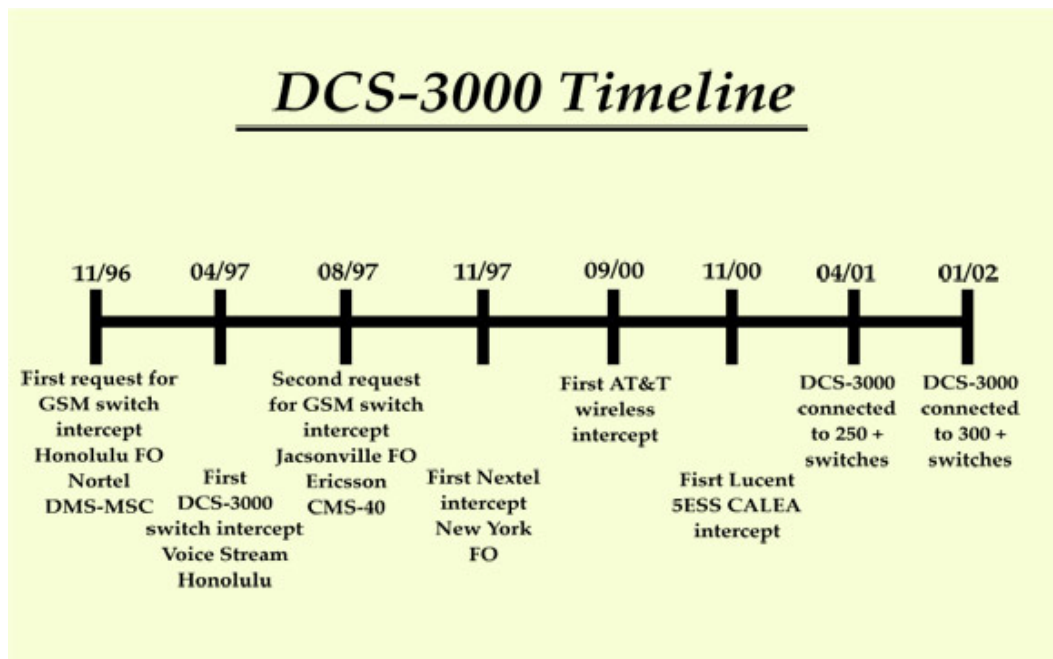 DCS-3000 Timeline
11/96
04/97
08/97
11/97
09/00
11/00
04/01
01/02
First request for
GSM switch
intercept
Honolulu FO
Nortel
DMS-MSC
First
DCS-3000
switch intercept
Voice Stream
Honolulu
Second request
for GSM switch
intercept
Jacsonville FO
Ericsson
CMS-40
First Nextel
intercept
New York
FO
First AT&T
wireless
intercept
Fisrt Lucent
5ESS CALEA
intercept
DCS-3000
connected
to 250 +
switches
DCS-3000
connected
to 300 +
switches